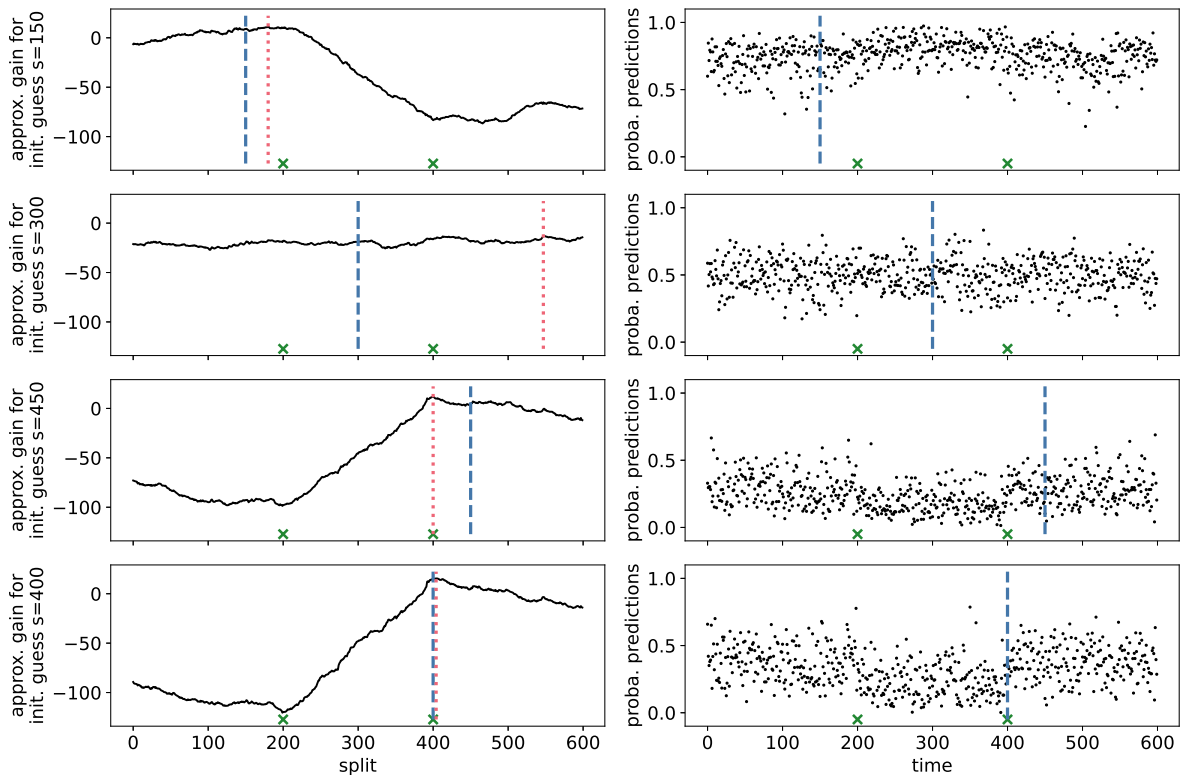 approx. gain for
init. guess s=150
0
−50
−100
proba. predictions
1.0
0.5
0.0
approx. gain for
init. guess s=300
0
−50
−100
proba. predictions
1.0
0.5
0.0
approx. gain for
init. guess s=450
0
−50
−100
proba. predictions
1.0
0.5
0.0
approx. gain for
init. guess s=400
0
−50
−100
0 100 200 300 400 500 600
split
proba. predictions
1.0
0.5
0.0
0 100 200 300 400 500 600
time